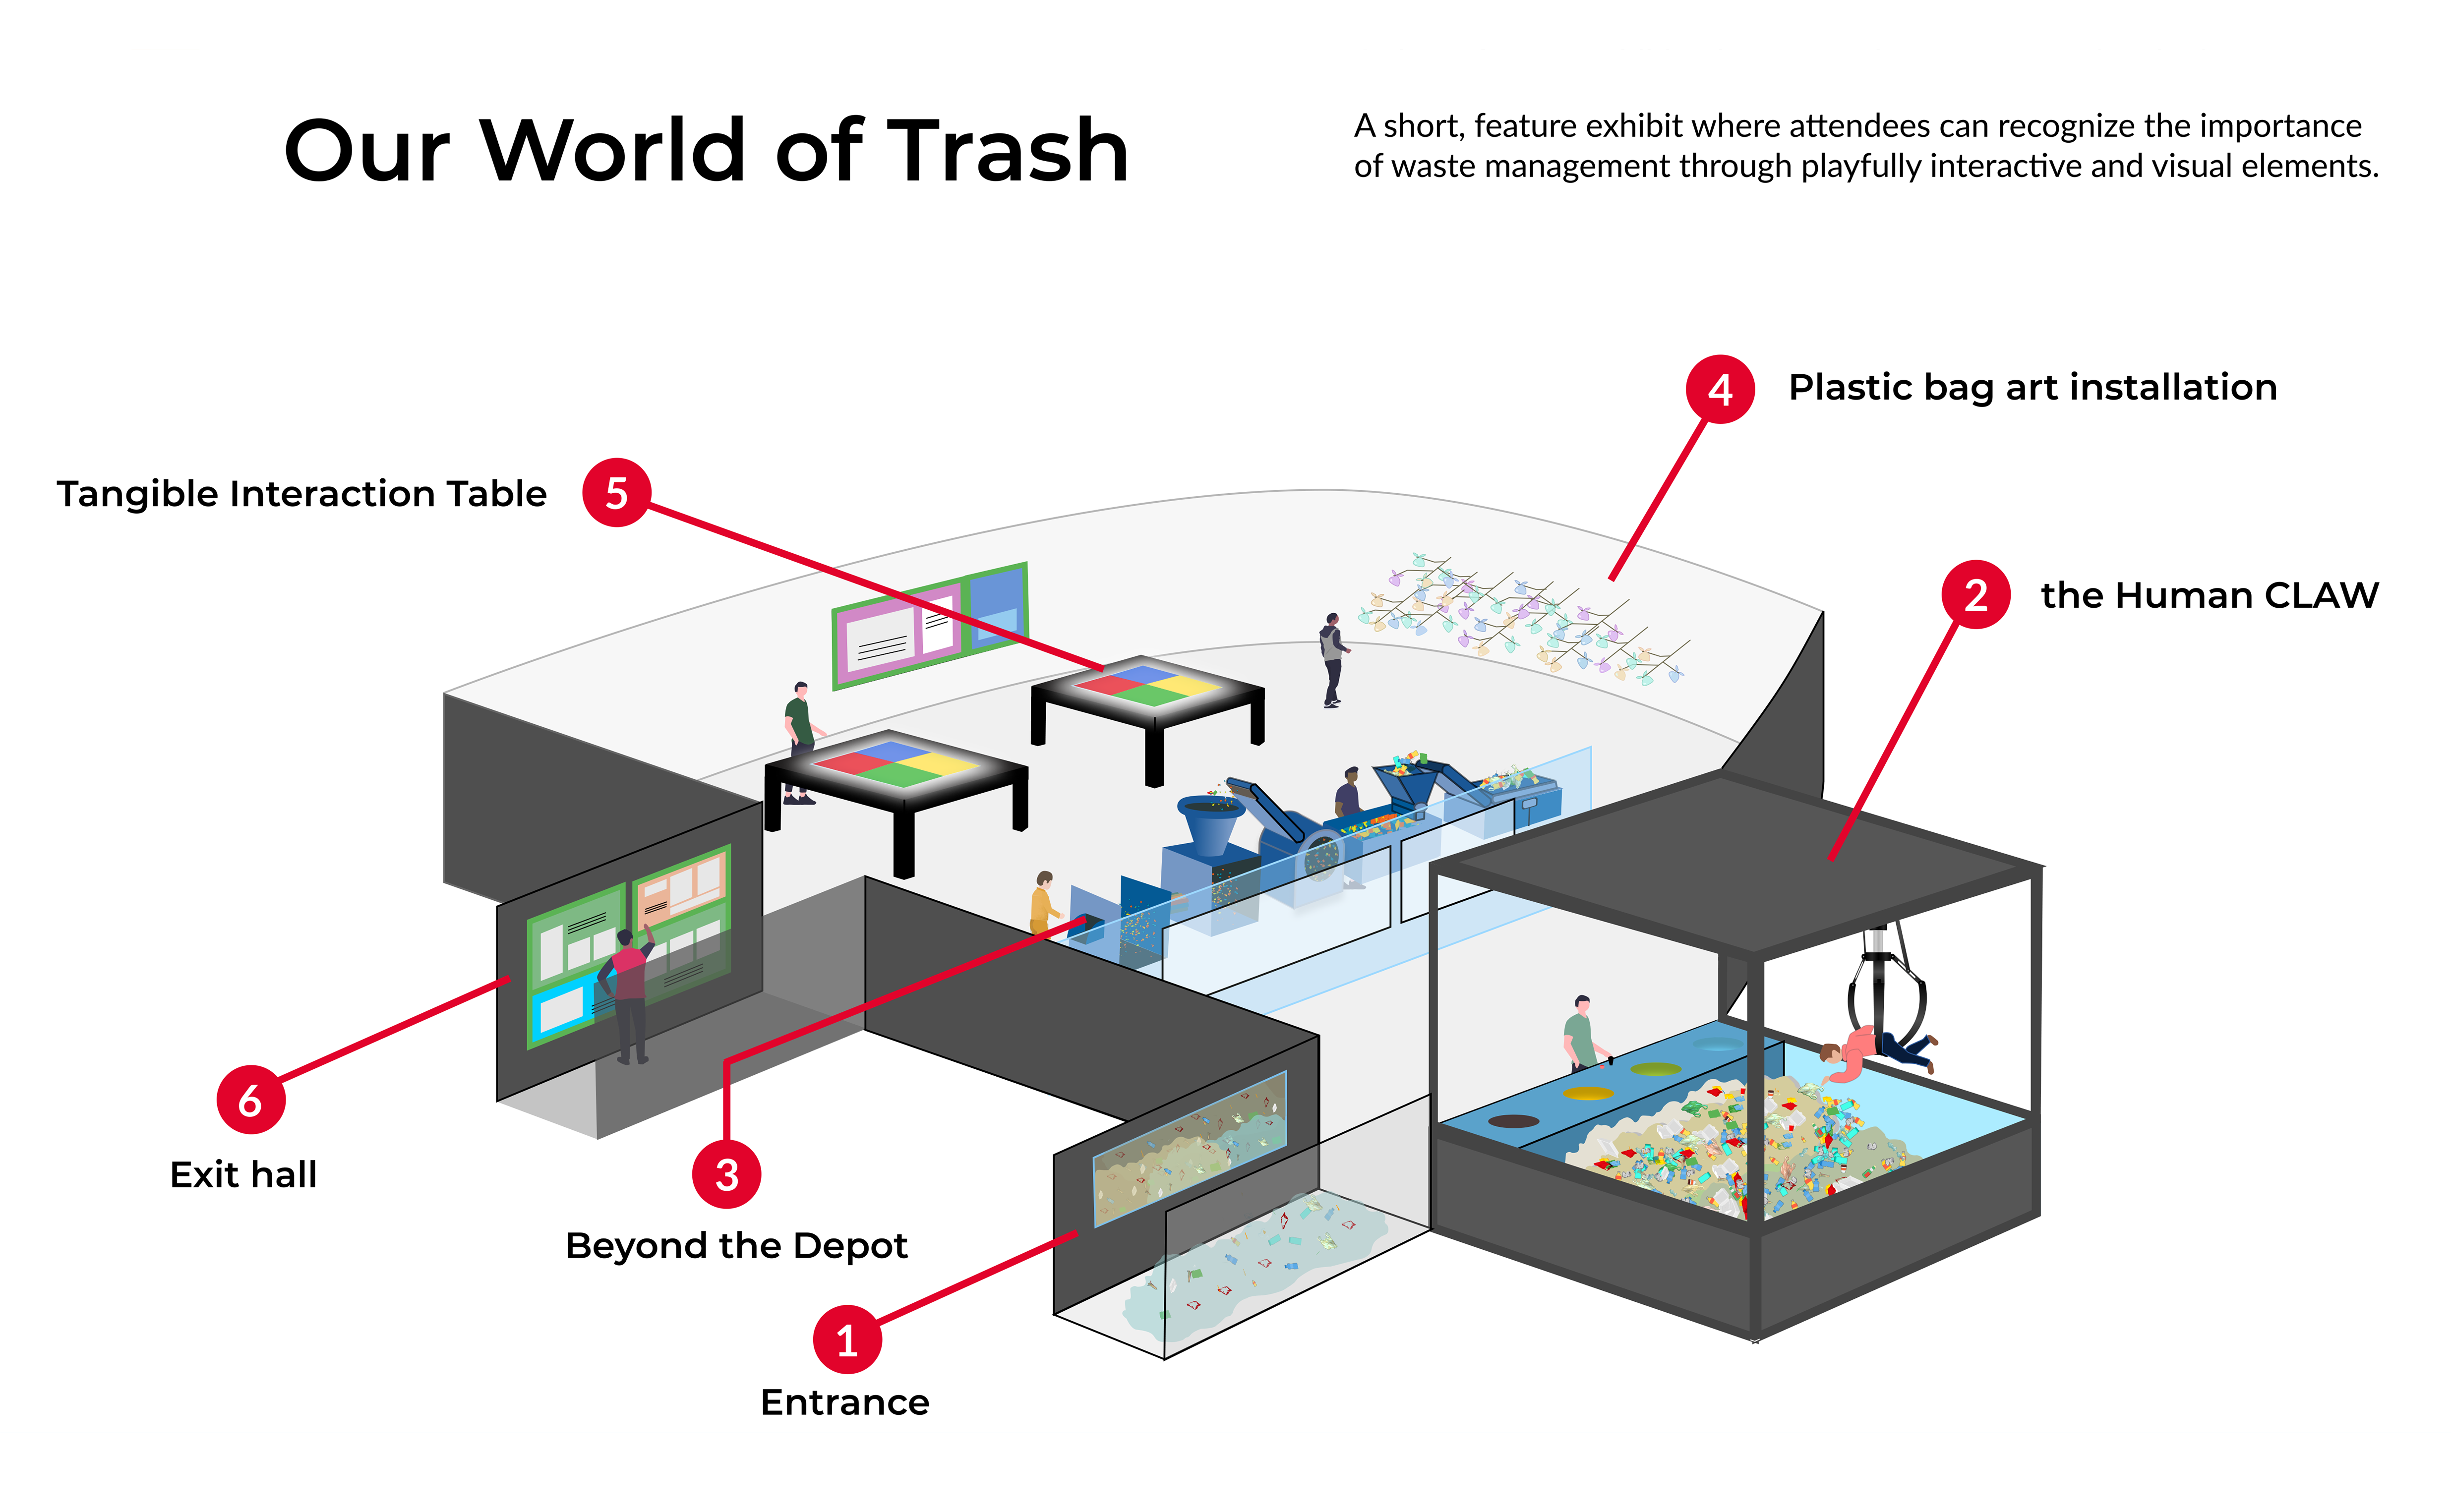 Our World of Trash
A short, feature exhibit where attendees can recognize the importance
of waste management through playfully interactive and visual elements.
4 Plastic bag art installation
Tangible Interaction Table 5
2 the Human CLAW
6
Exit hall
3
Beyond the Depot
1
Entrance